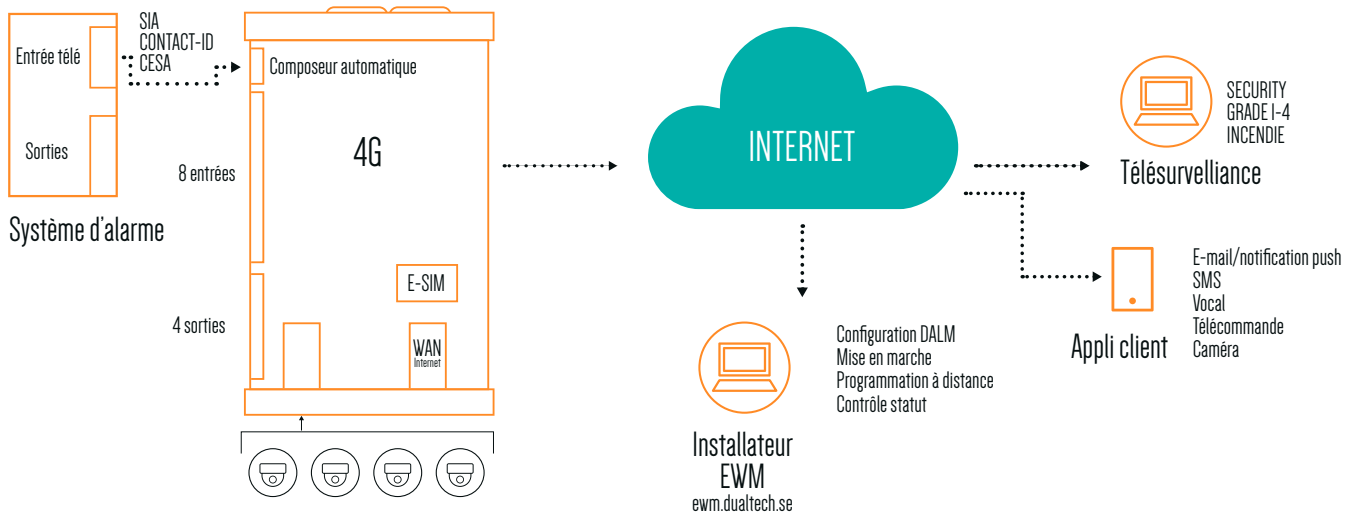 Entrée télé
Sorties
Système d'alarme
SIA
CONTACT-ID
CESA
Composeur automatique
4G
8 entrées
4 sorties
E-SIM
WAN
Internet
INTERNET
SECURITY
GRADE 1-4
INCENDIE
Télésurvelliance
E-mail/notification push
SMS
Vocal
Télécommande
Caméra
Appli client
Configuration DALM
Mise en marche
Programmation à distance
Contrôle statut
Installateur
EWM
ewm.dualtech.se